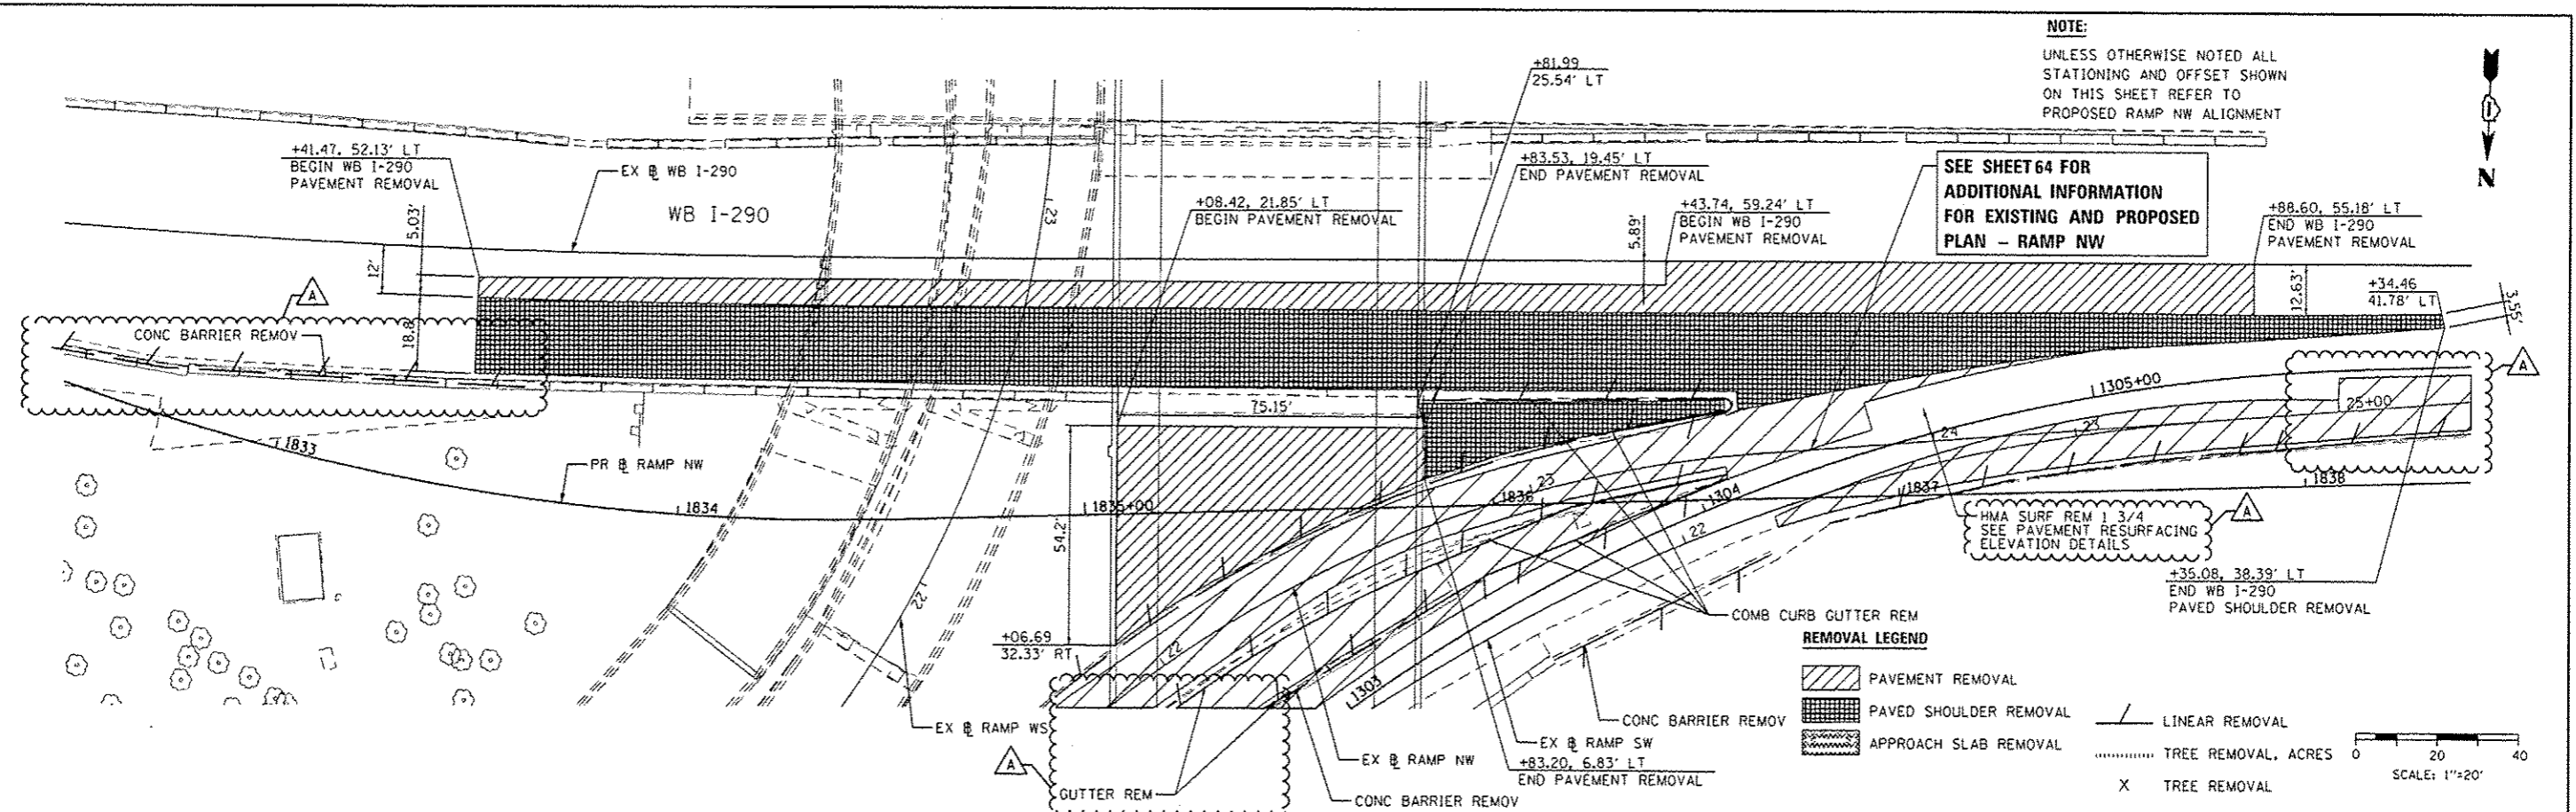 NOTE:
UNLESS OTHERWISE NOTED ALL
STATIONING AND OFFSET SHOWN
ON THIS SHEET REFER TO
PROPOSED RAMP NW ALIGNMENT
N
+81.99
25.54' LT
+41.47, 52.13' LT
BEGIN WB I-290
PAVEMENT REMOVAL
EX B WB I-290
WB I-290
23
+83.53, 19.45' LT
END PAVEMENT REMOVAL
+08.42, 21.85' LT
BEGIN PAVEMENT REMOVAL
+43.74, 59.24' LT
BEGIN WB I-290
PAVEMENT REMOVAL
SEE SHEET 64 FOR
ADDITIONAL INFORMATION
FOR EXISTING AND PROPOSED
PLAN - RAMP NW
+88.60, 55.18' LT
END WB I-290
PAVEMENT REMOVAL
5.03'
12'
18.8
5.89'
12.63'
+34.46
41.78' LT
3.55'
A
CONC BARRIER REMOV
A
75.15'
1305+00
25+00
24
23
1833
PR B RAMP NW
1834
1835+00
54.2'
23
1836
1304
22
1837
1838
HMA SURF REM 1 3/4
SEE PAVEMENT RESURFACING
ELEVATION DETAILS
A
+35.08, 38.39' LT
END WB I-290
PAVED SHOULDER REMOVAL
22
COMB CURB GUTTER REM
+06.69
32.33' RT
22
1303
EX B RAMP WS
A
GUTTER REM
CONC BARRIER REMOV
EX B RAMP NW
EX B RAMP SW
+83.20, 6.83' LT
END PAVEMENT REMOVAL
CONC BARRIER REMOV
REMOVAL LEGEND
PAVEMENT REMOVAL
PAVED SHOULDER REMOVAL
APPROACH SLAB REMOVAL
LINEAR REMOVAL
TREE REMOVAL, ACRES
X TREE REMOVAL
0 20 40
SCALE: 1"=20'